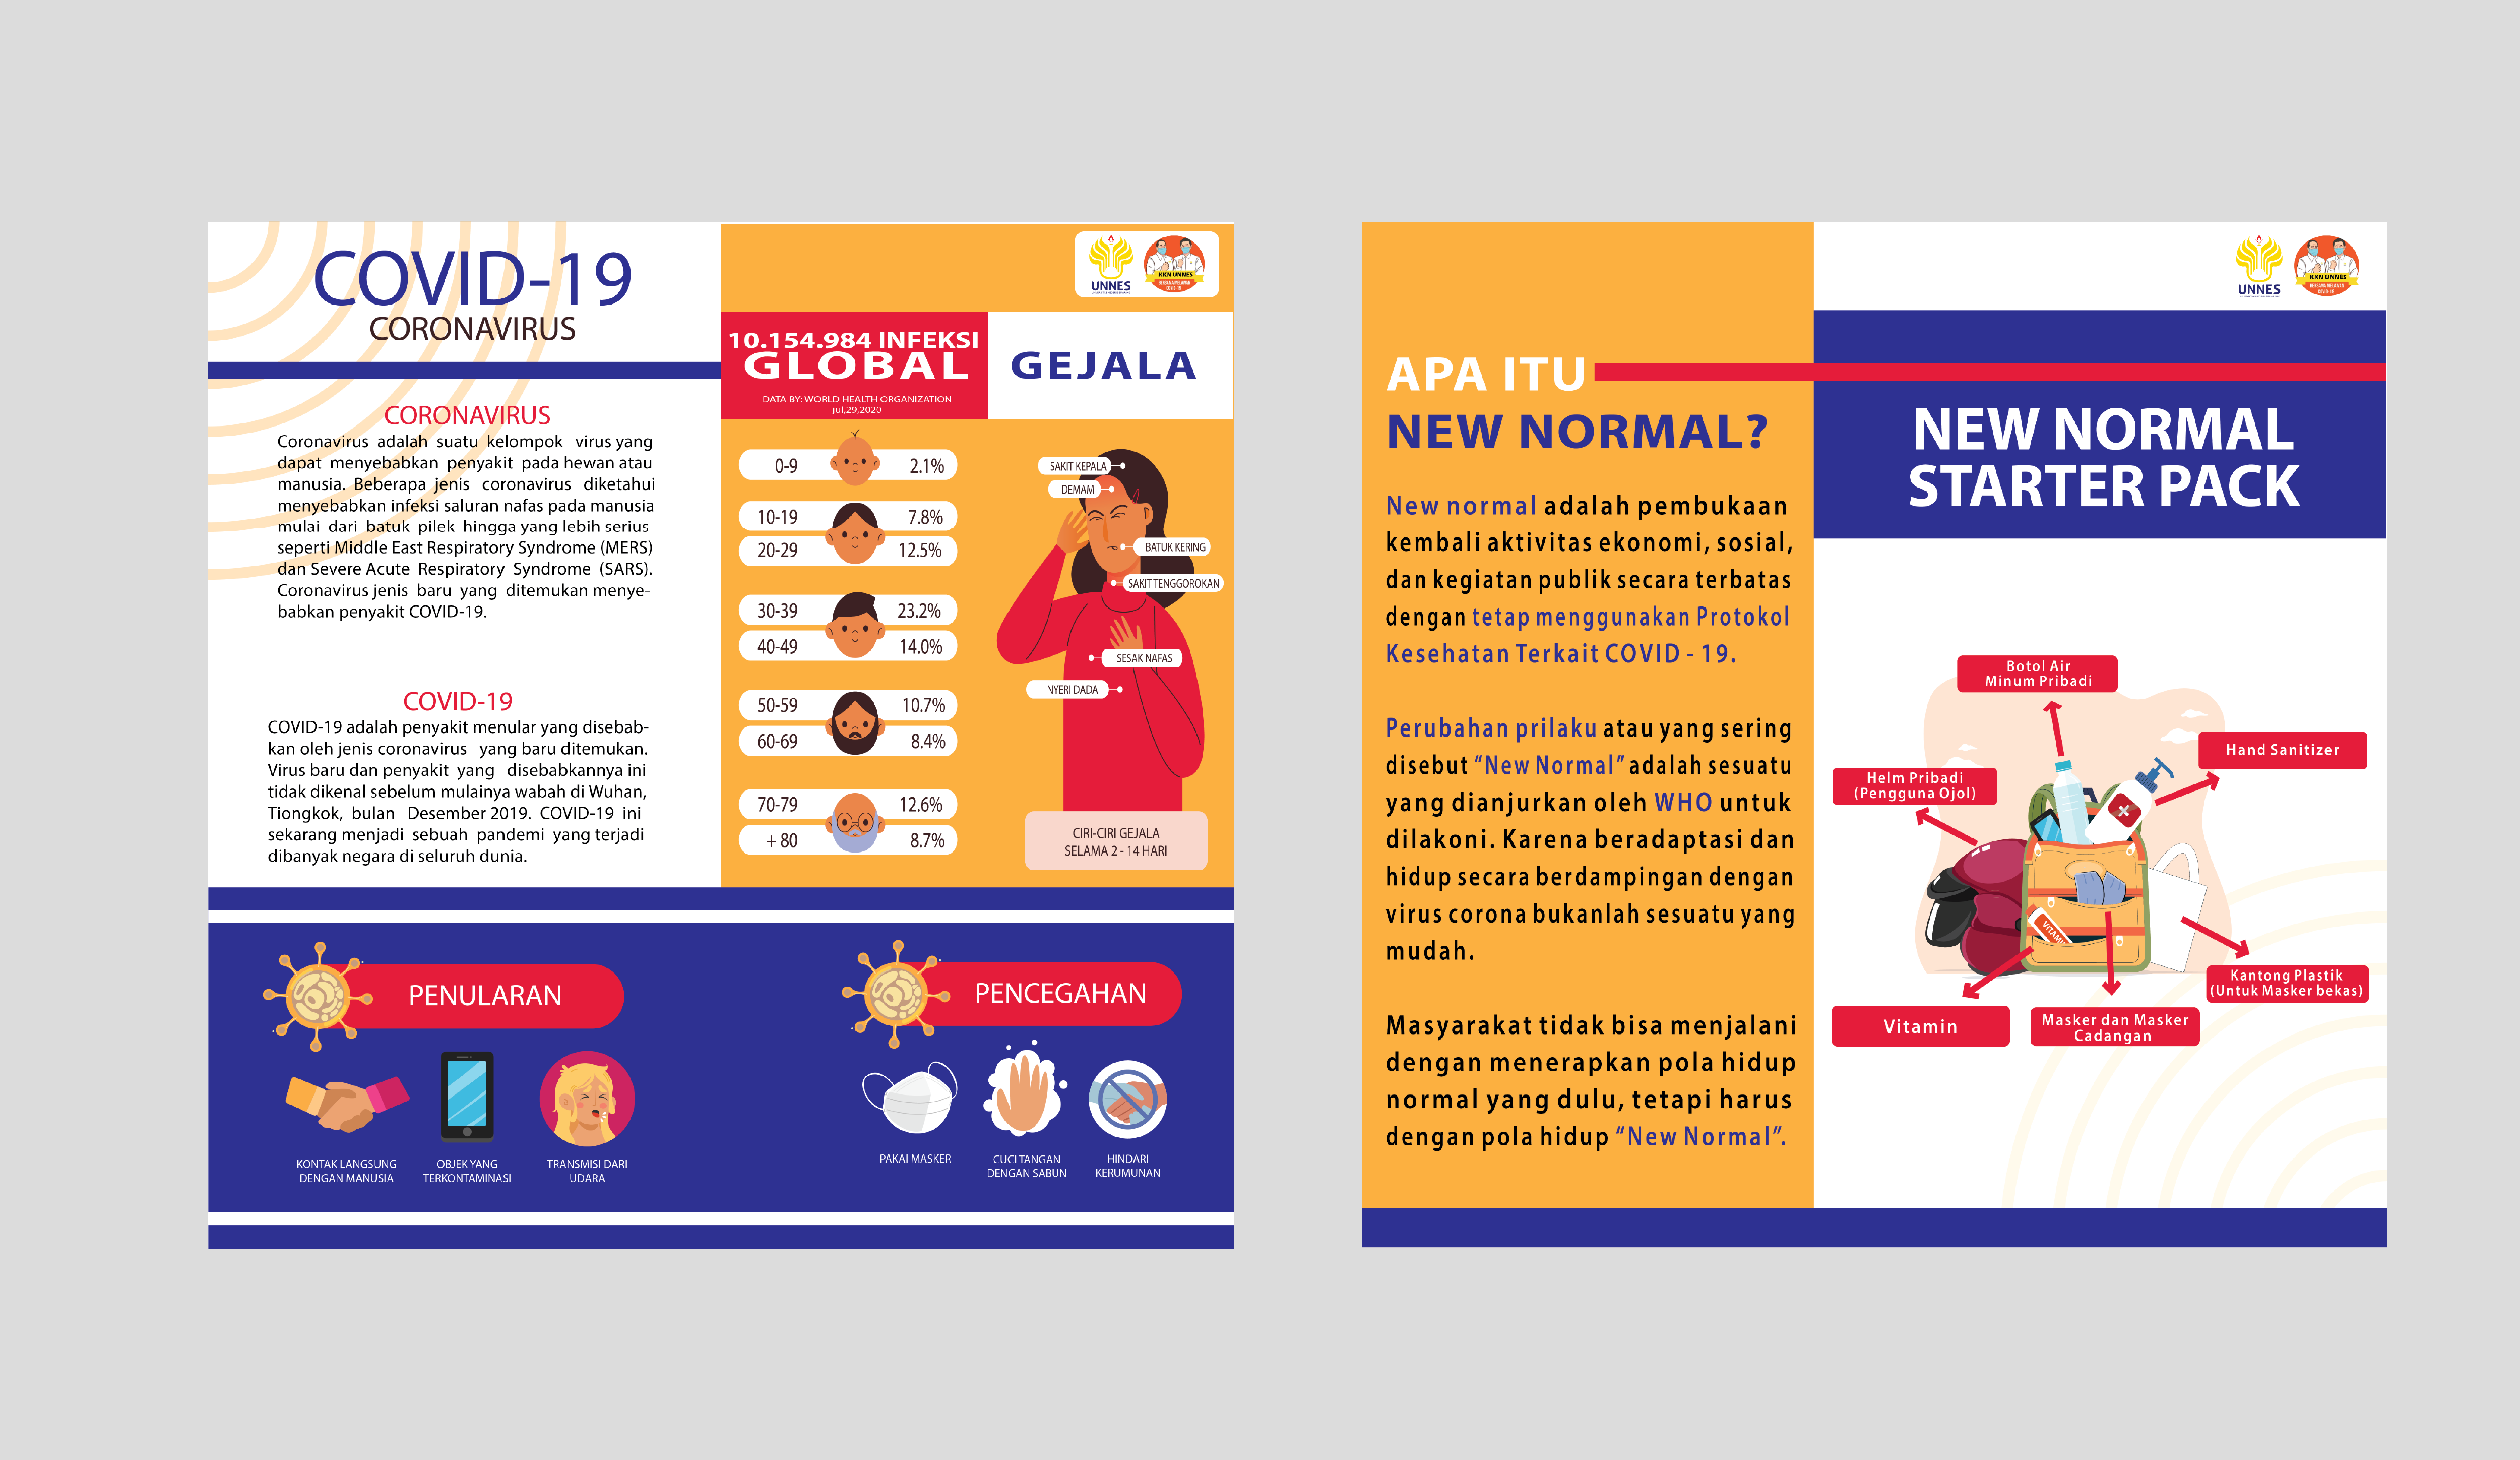 COVID-19
CORONAVIRUS
CORONAVIRUS
Coronavirus adalah suatu kelompok virus yang
dapat menyebabkan penyakit pada hewan atau
manusia. Beberapa jenis coronavirus diketahui
menyebabkan infeksi saluran nafas pada manusia
mulai dari batuk pilek hingga yang lebih serius
seperti Middle East Respiratory Syndrome (MERS)
dan Severe Acute Respiratory Syndrome (SARS).
Coronavirus jenis baru yang ditemukan menye-
babkan penyakit COVID-19.
COVID-19
COVID-19 adalah penyakit menular yang disebab-
kan oleh jenis coronavirus yang baru ditemukan.
Virus baru dan penyakit yang disebabkannya ini
tidak dikenal sebelum mulainya wabah di Wuhan,
Tiongkok, bulan Desember 2019. COVID-19 ini
sekarang menjadi sebuah pandemi yang terjadi
dibanyak negara di seluruh dunia.
UNNES
KKN UNNES
10.154.984 INFEKSI
GLOBAL
DATA BY: WORLD HEALTH ORGANIZATION
jul,29,2020
0-9 2.1%
10-19 7.8%
20-29 12.5%
30-39 23.2%
40-49 14.0%
50-59 10.7%
60-69 8.4%
70-79 12.6%
+ 80 8.7%
GEJALA
SAKIT KEPALA
DEMAM
BATUK KERING
SAKIT TENGGOROKAN
SESAK NAFAS
NYERI DADA
CIRI-CIRI GEJALA
SELAMA 2 - 14 HARI
PENULARAN
KONTAK LANGSUNG
DENGAN MANUSIA
OBJEK YANG
TERKONTAMINASI
TRANSMISI DARI
UDARA
PENCEGAHAN
PAKAI MASKER
CUCI TANGAN
DENGAN SABUN
HINDARI
KERUMUNAN
APA ITU
NEW NORMAL?
New normal adalah pembukaan
kembali aktivitas ekonomi, sosial,
dan kegiatan publik secara terbatas
dengan tetap menggunakan Protokol
Kesehatan Terkait COVID - 19.
Perubahan prilaku atau yang sering
disebut “New Normal” adalah sesuatu
yang dianjurkan oleh WHO untuk
dilakoni. Karena beradaptasi dan
hidup secara berdampingan dengan
virus corona bukanlah sesuatu yang
mudah.
Masyarakat tidak bisa menjalani
dengan menerapkan pola hidup
normal yang dulu, tetapi harus
dengan pola hidup “New Normal”.
UNNES
KKN UNNES
NEW NORMAL
STARTER PACK
Botol Air
Minum Pribadi
Hand Sanitizer
Helm Pribadi
(Pengguna Ojol)
Kantong Plastik
(Untuk Masker bekas)
Vitamin
Masker dan Masker
Cadangan